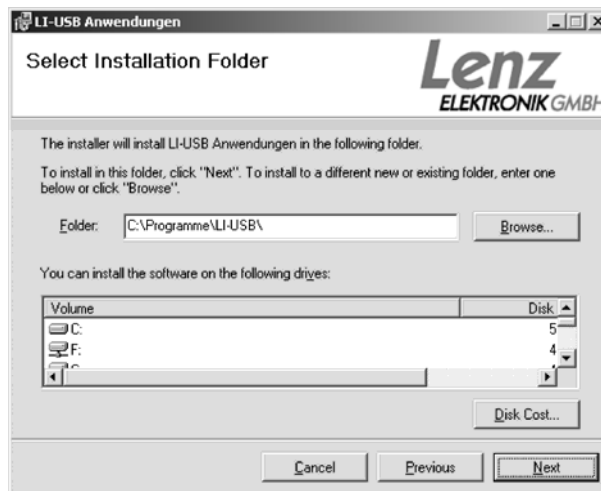 LI-USB Anwendungen
Select Installation Folder
Lenz
ELEKTRONIK GMBH
The installer will install LI-USB Anwendungen in the following folder.
To install in this folder, click "Next". To install to a different new or existing folder, enter one
below or click "Browse".
Folder:
C:\Programme\LI-USB\
Browse...
You can install the software on the following drives:
Volume Disk
C: 5
F: 4
Disk Cost...
Cancel Previous Next